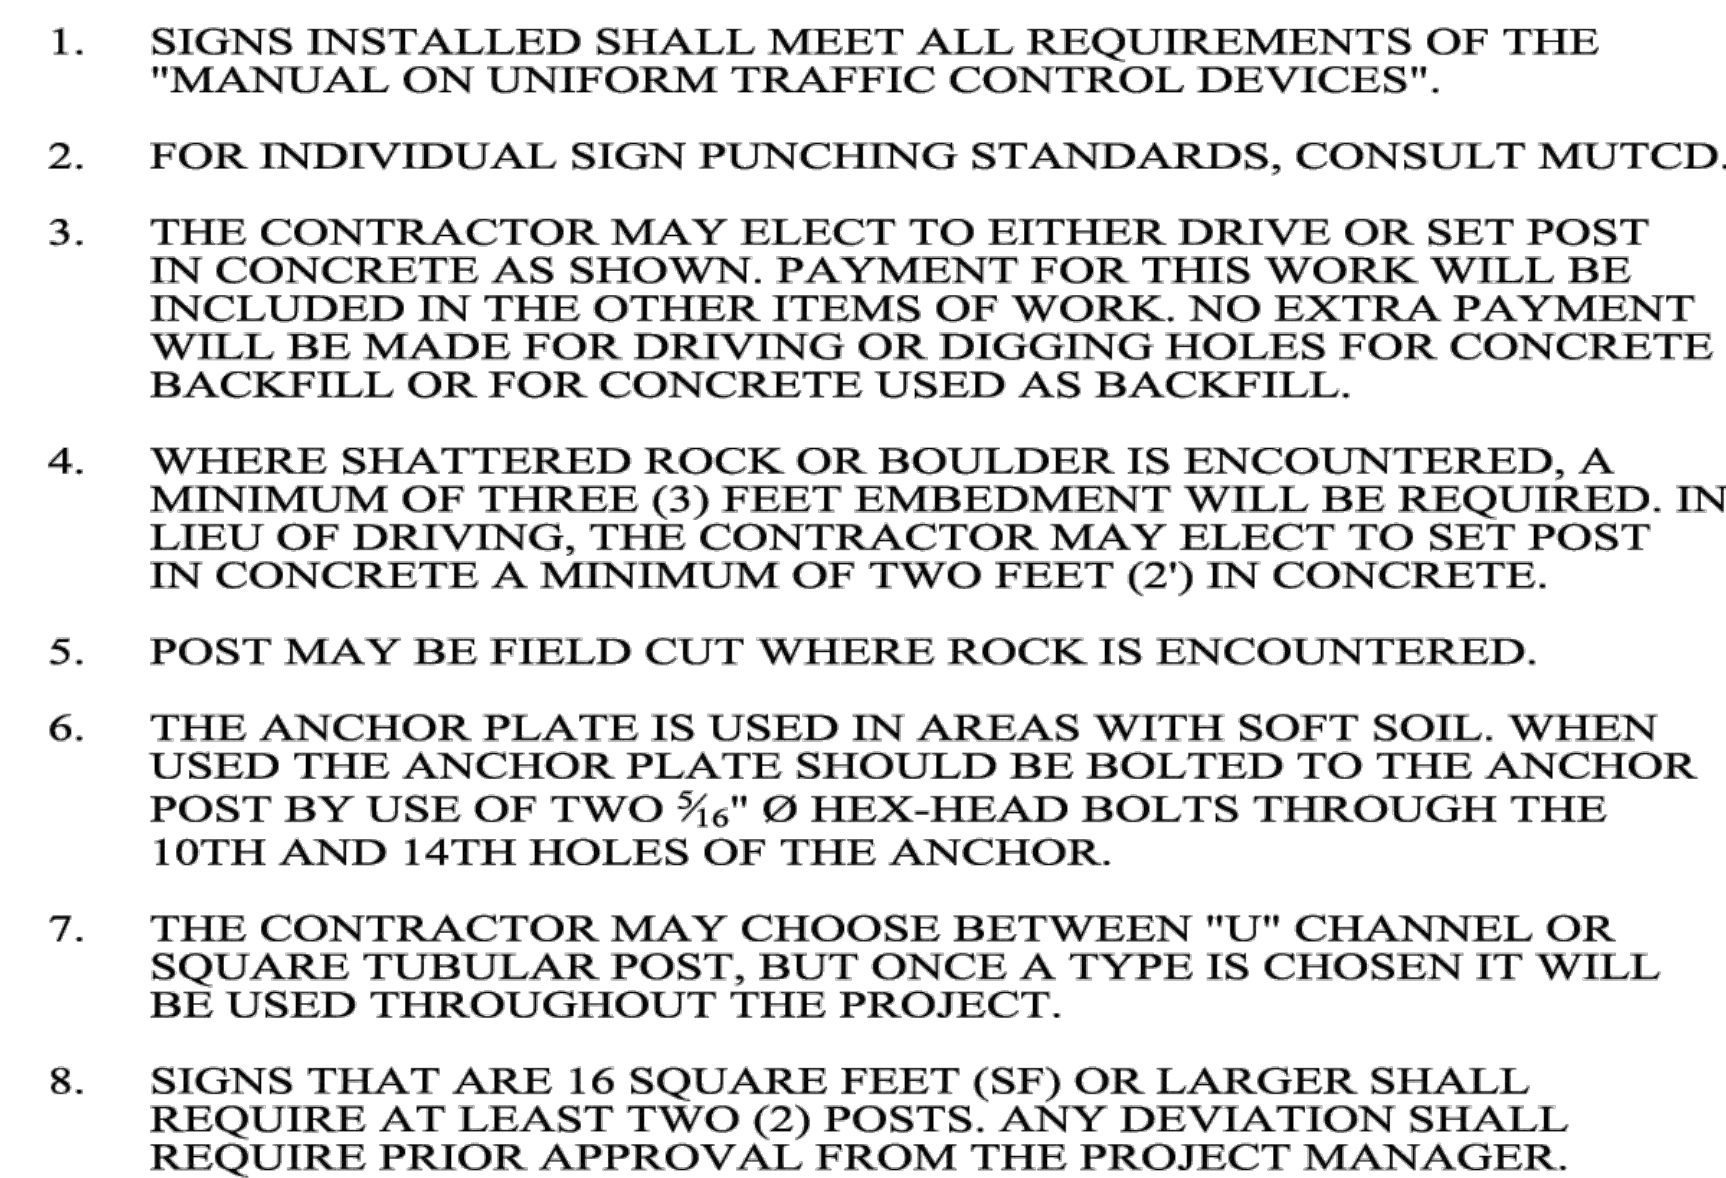 1. SIGNS INSTALLED SHALL MEET ALL REQUIREMENTS OF THE
"MANUAL ON UNIFORM TRAFFIC CONTROL DEVICES".
2. FOR INDIVIDUAL SIGN PUNCHING STANDARDS, CONSULT MUTCD.
3. THE CONTRACTOR MAY ELECT TO EITHER DRIVE OR SET POST
IN CONCRETE AS SHOWN. PAYMENT FOR THIS WORK WILL BE
INCLUDED IN THE OTHER ITEMS OF WORK. NO EXTRA PAYMENT
WILL BE MADE FOR DRIVING OR DIGGING HOLES FOR CONCRETE
BACKFILL OR FOR CONCRETE USED AS BACKFILL.
4. WHERE SHATTERED ROCK OR BOULDER IS ENCOUNTERED, A
MINIMUM OF THREE (3) FEET EMBEDMENT WILL BE REQUIRED. IN
LIEU OF DRIVING, THE CONTRACTOR MAY ELECT TO SET POST
IN CONCRETE A MINIMUM OF TWO FEET (2') IN CONCRETE.
5. POST MAY BE FIELD CUT WHERE ROCK IS ENCOUNTERED.
6. THE ANCHOR PLATE IS USED IN AREAS WITH SOFT SOIL. WHEN
USED THE ANCHOR PLATE SHOULD BE BOLTED TO THE ANCHOR
POST BY USE OF TWO 5/16" Ø HEX-HEAD BOLTS THROUGH THE
10TH AND 14TH HOLES OF THE ANCHOR.
7. THE CONTRACTOR MAY CHOOSE BETWEEN "U" CHANNEL OR
SQUARE TUBULAR POST, BUT ONCE A TYPE IS CHOSEN IT WILL
BE USED THROUGHOUT THE PROJECT.
8. SIGNS THAT ARE 16 SQUARE FEET (SF) OR LARGER SHALL
REQUIRE AT LEAST TWO (2) POSTS. ANY DEVIATION SHALL
REQUIRE PRIOR APPROVAL FROM THE PROJECT MANAGER.